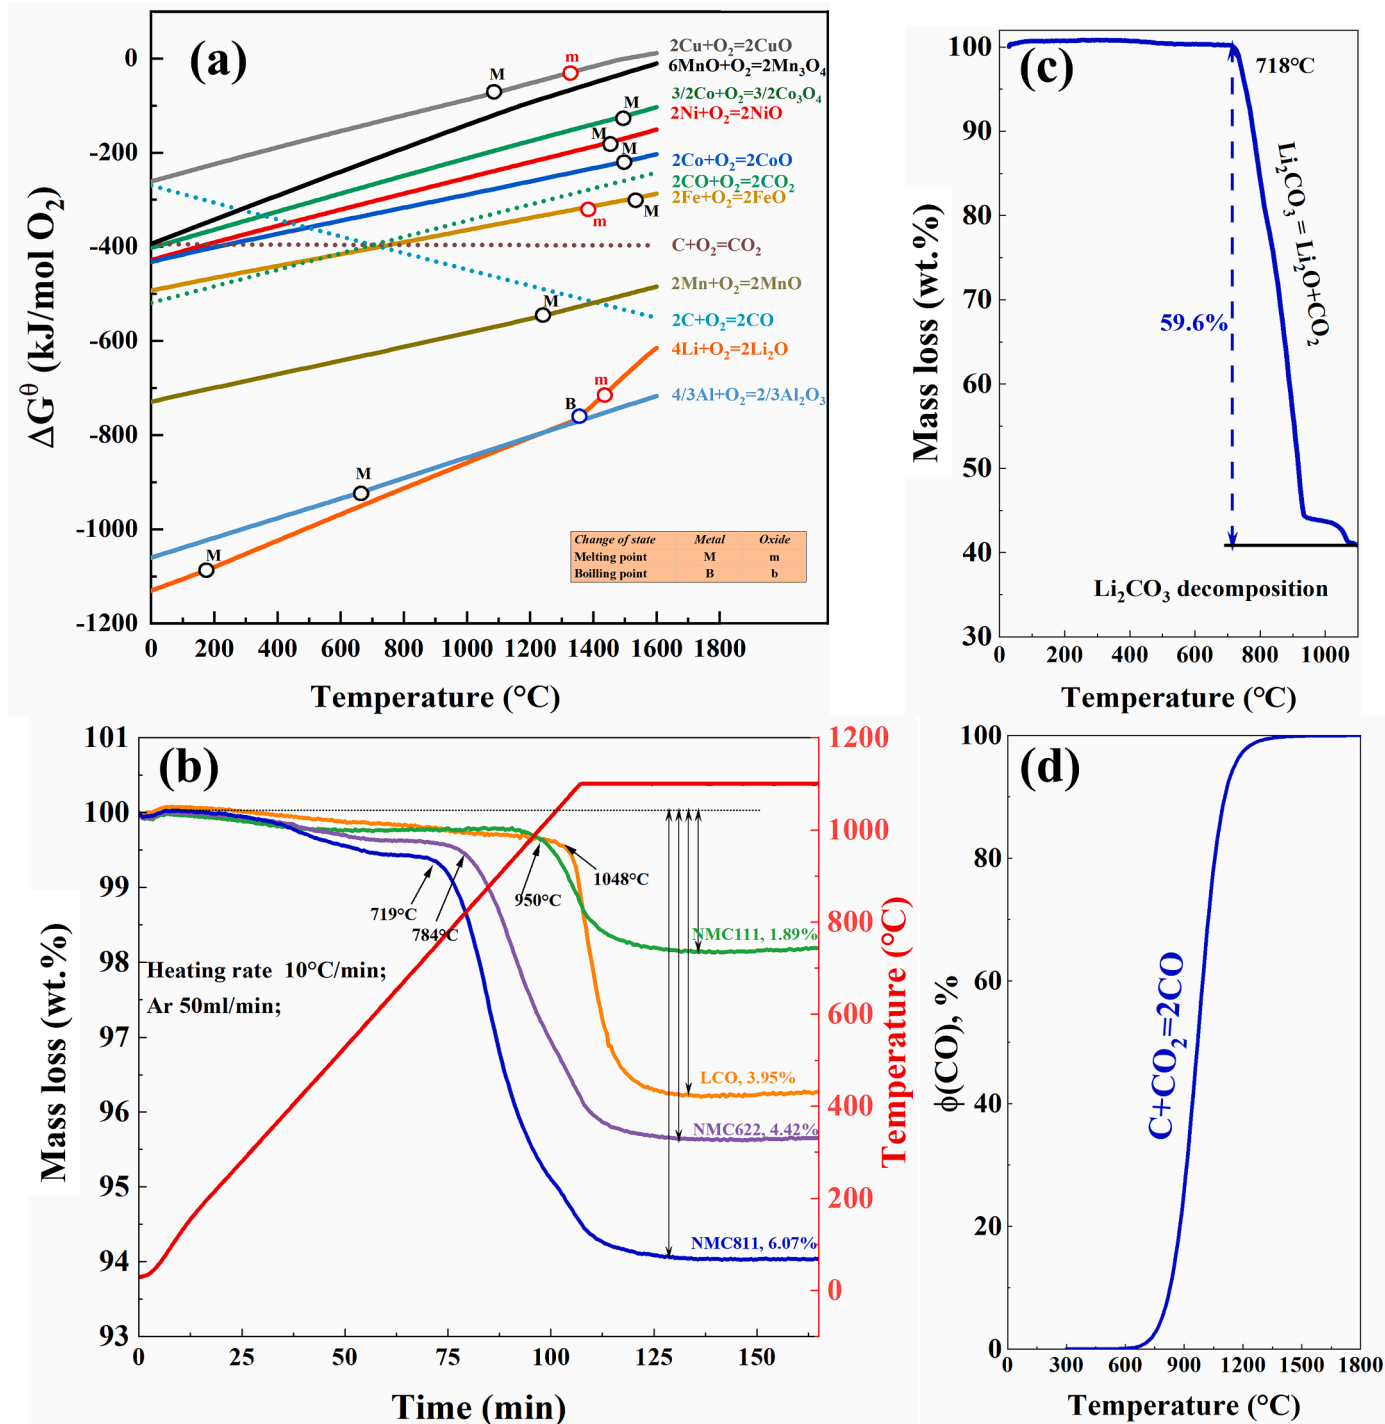 (a)
0
-200
-400
-600
-800
-1000
-1200
ΔG^θ (kJ/mol O₂)
2Cu+O₂=2CuO
6MnO+O₂=2Mn₃O₄
3/2Co+O₂=3/2Co₃O₄
2Ni+O₂=2NiO
2Co+O₂=2CoO
2CO+O₂=2CO₂
2Fe+O₂=2FeO
C+O₂=CO₂
2Mn+O₂=2MnO
2C+O₂=2CO
4Li+O₂=2Li₂O
4/3Al+O₂=2/3Al₂O₃
M
m
M
M
M
M
m
M
m
B
M
M
Change of state Metal Oxide
Melting point M m
Boilling point B b
0 200 400 600 800 1000 1200 1400 1600 1800
Temperature (°C)
(c)
100
90
80
70
60
50
40
30
Mass loss (wt.%)
718°C
Li₂CO₃ = Li₂O+CO₂
59.6%
Li₂CO₃ decomposition
0 200 400 600 800 1000
Temperature (°C)
(b)
101
100
99
98
97
96
95
94
93
Mass loss (wt.%)
719°C
784°C
950°C
1048°C
Heating rate 10°C/min;
Ar 50ml/min;
NMC111, 1.89%
LCO, 3.95%
NMC622, 4.42%
NMC811, 6.07%
1200
1000
800
600
400
200
0
Temperature (°C)
0 25 50 75 100 125 150
Time (min)
(d)
100
80
60
40
20
0
ϕ(CO), %
C+CO₂=2CO
0 300 600 900 1200 1500 1800
Temperature (°C)